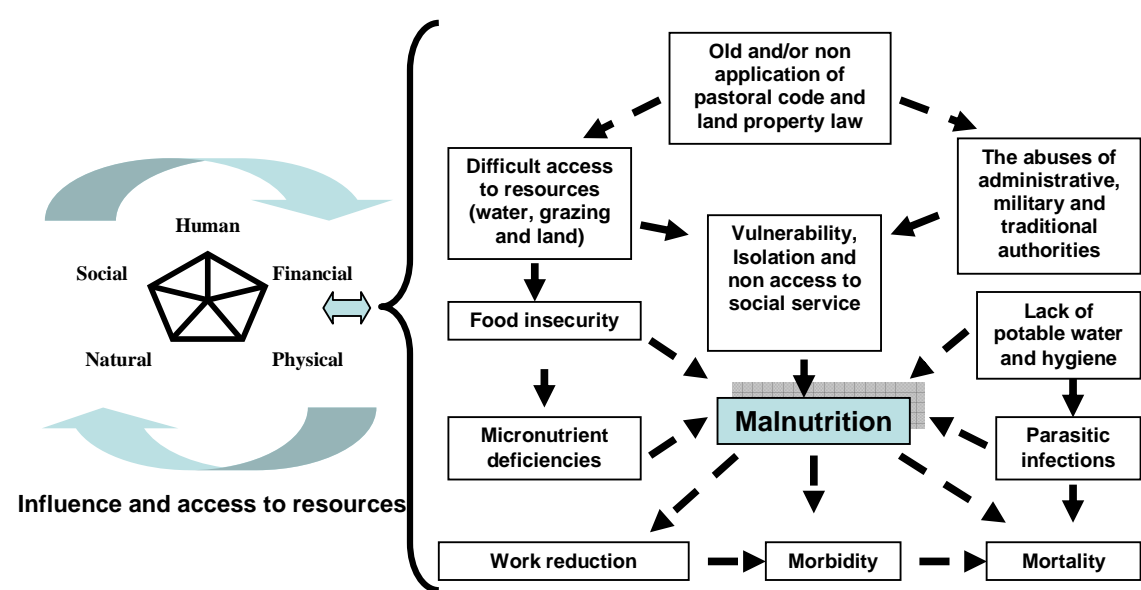 Human
Social
Financial
Natural
Physical
Influence and access to resources
Old and/or non
application of
pastoral code and
land property law
Difficult access
to resources
(water, grazing
and land)
The abuses of
administrative,
military and
traditional
authorities
Vulnerability,
Isolation and
non access to
social service
Food insecurity
Lack of
potable water
and hygiene
Malnutrition
Micronutrient
deficiencies
Parasitic
infections
Work reduction
Morbidity
Mortality